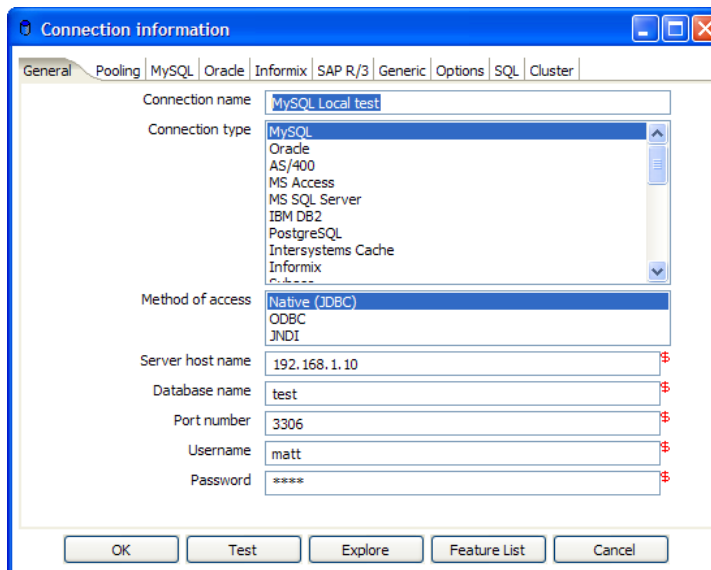 Connection information
General Pooling MySQL Oracle Informix SAP R/3 Generic Options SQL Cluster
Connection name MySQL Local test
Connection type MySQL
Oracle
AS/400
MS Access
MS SQL Server
IBM DB2
PostgreSQL
Intersystems Cache
Informix
Method of access Native (JDBC)
ODBC
JNDI
Server host name 192.168.1.10 $
Database name test $
Port number 3306 $
Username matt $
Password **** $
OK Test Explore Feature List Cancel